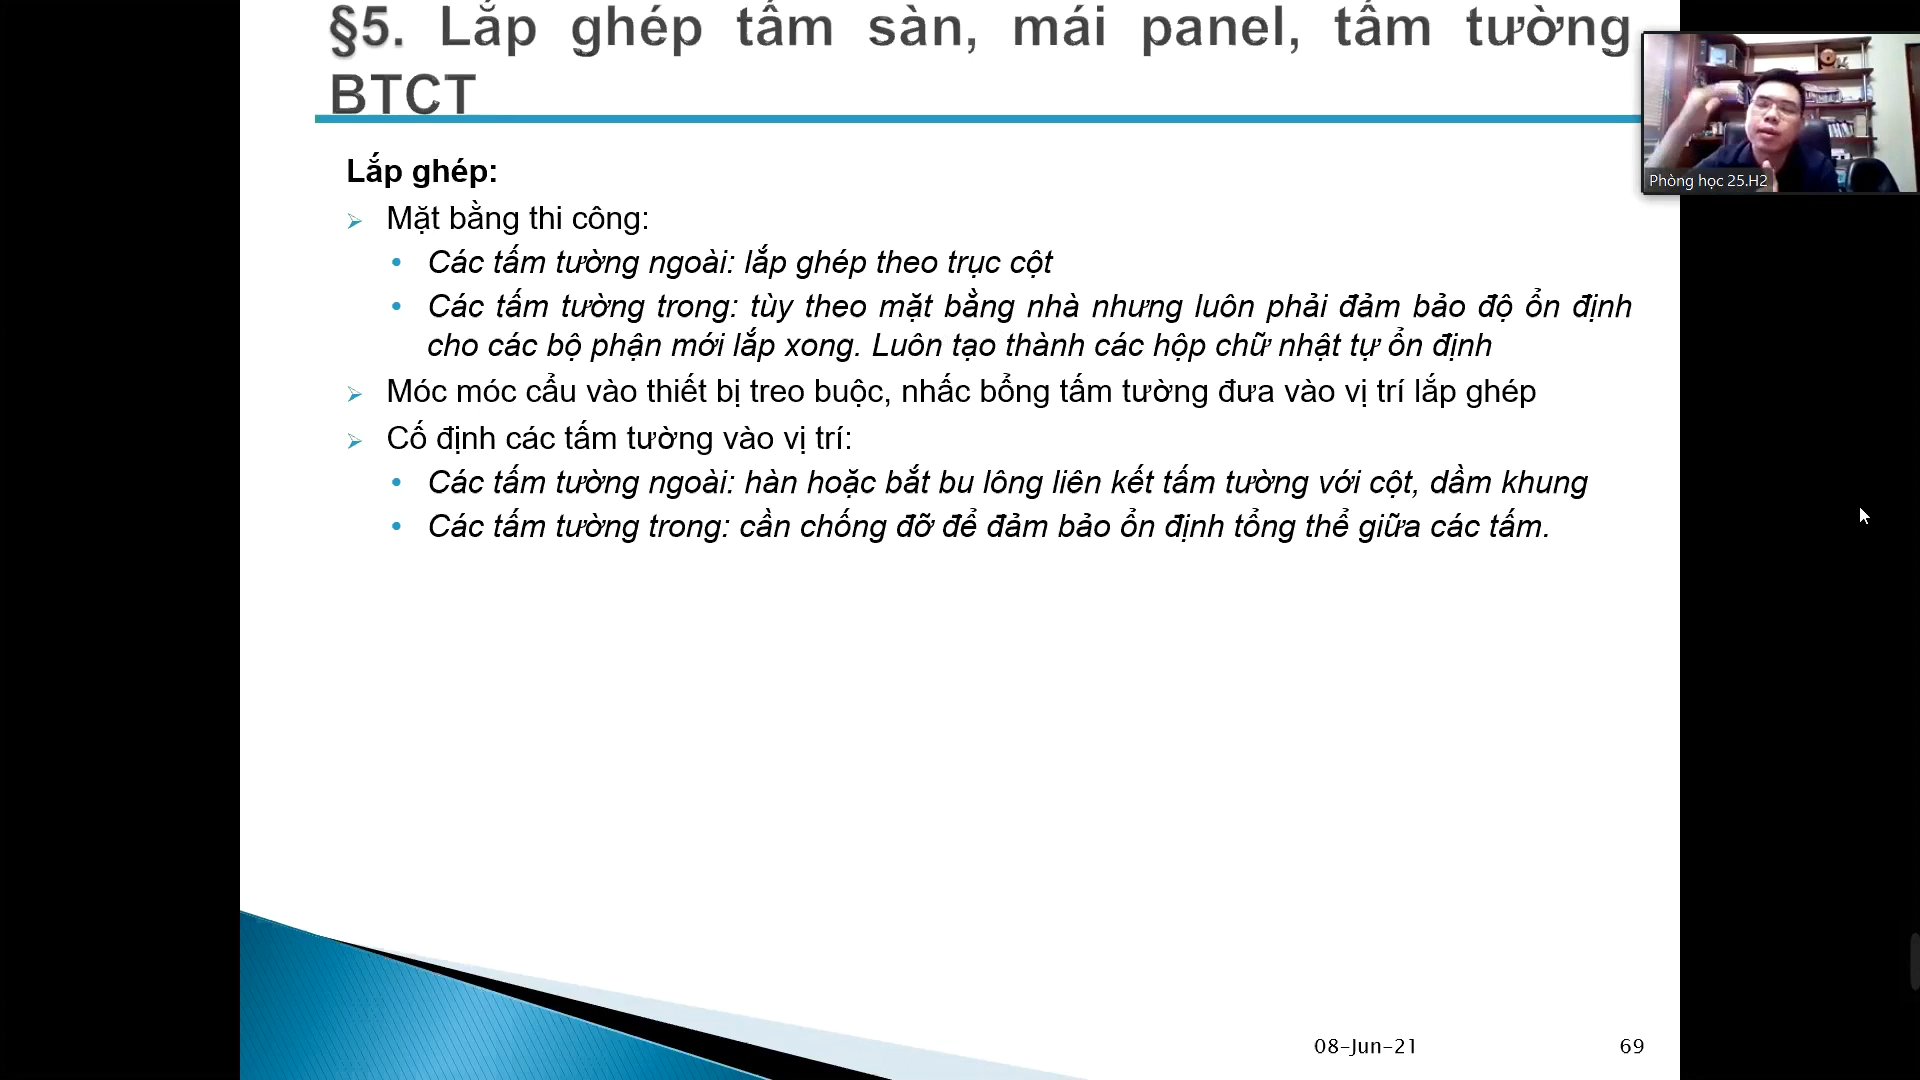 §5. Lắp ghép tấm sàn, mái panel, tấm tường
BTCT
Phòng học 25.H2
Lắp ghép:
Mặt bằng thi công:
Các tấm tường ngoài: lắp ghép theo trục cột
Các tấm tường trong: tùy theo mặt bằng nhà nhưng luôn phải đảm bảo độ ổn định
cho các bộ phận mới lắp xong. Luôn tạo thành các hộp chữ nhật tự ổn định
Móc móc cẩu vào thiết bị treo buộc, nhấc bổng tấm tường đưa vào vị trí lắp ghép
Cố định các tấm tường vào vị trí:
Các tấm tường ngoài: hàn hoặc bắt bu lông liên kết tấm tường với cột, dầm khung
Các tấm tường trong: cần chống đỡ để đảm bảo ổn định tổng thể giữa các tấm.
08-Jun-21 69